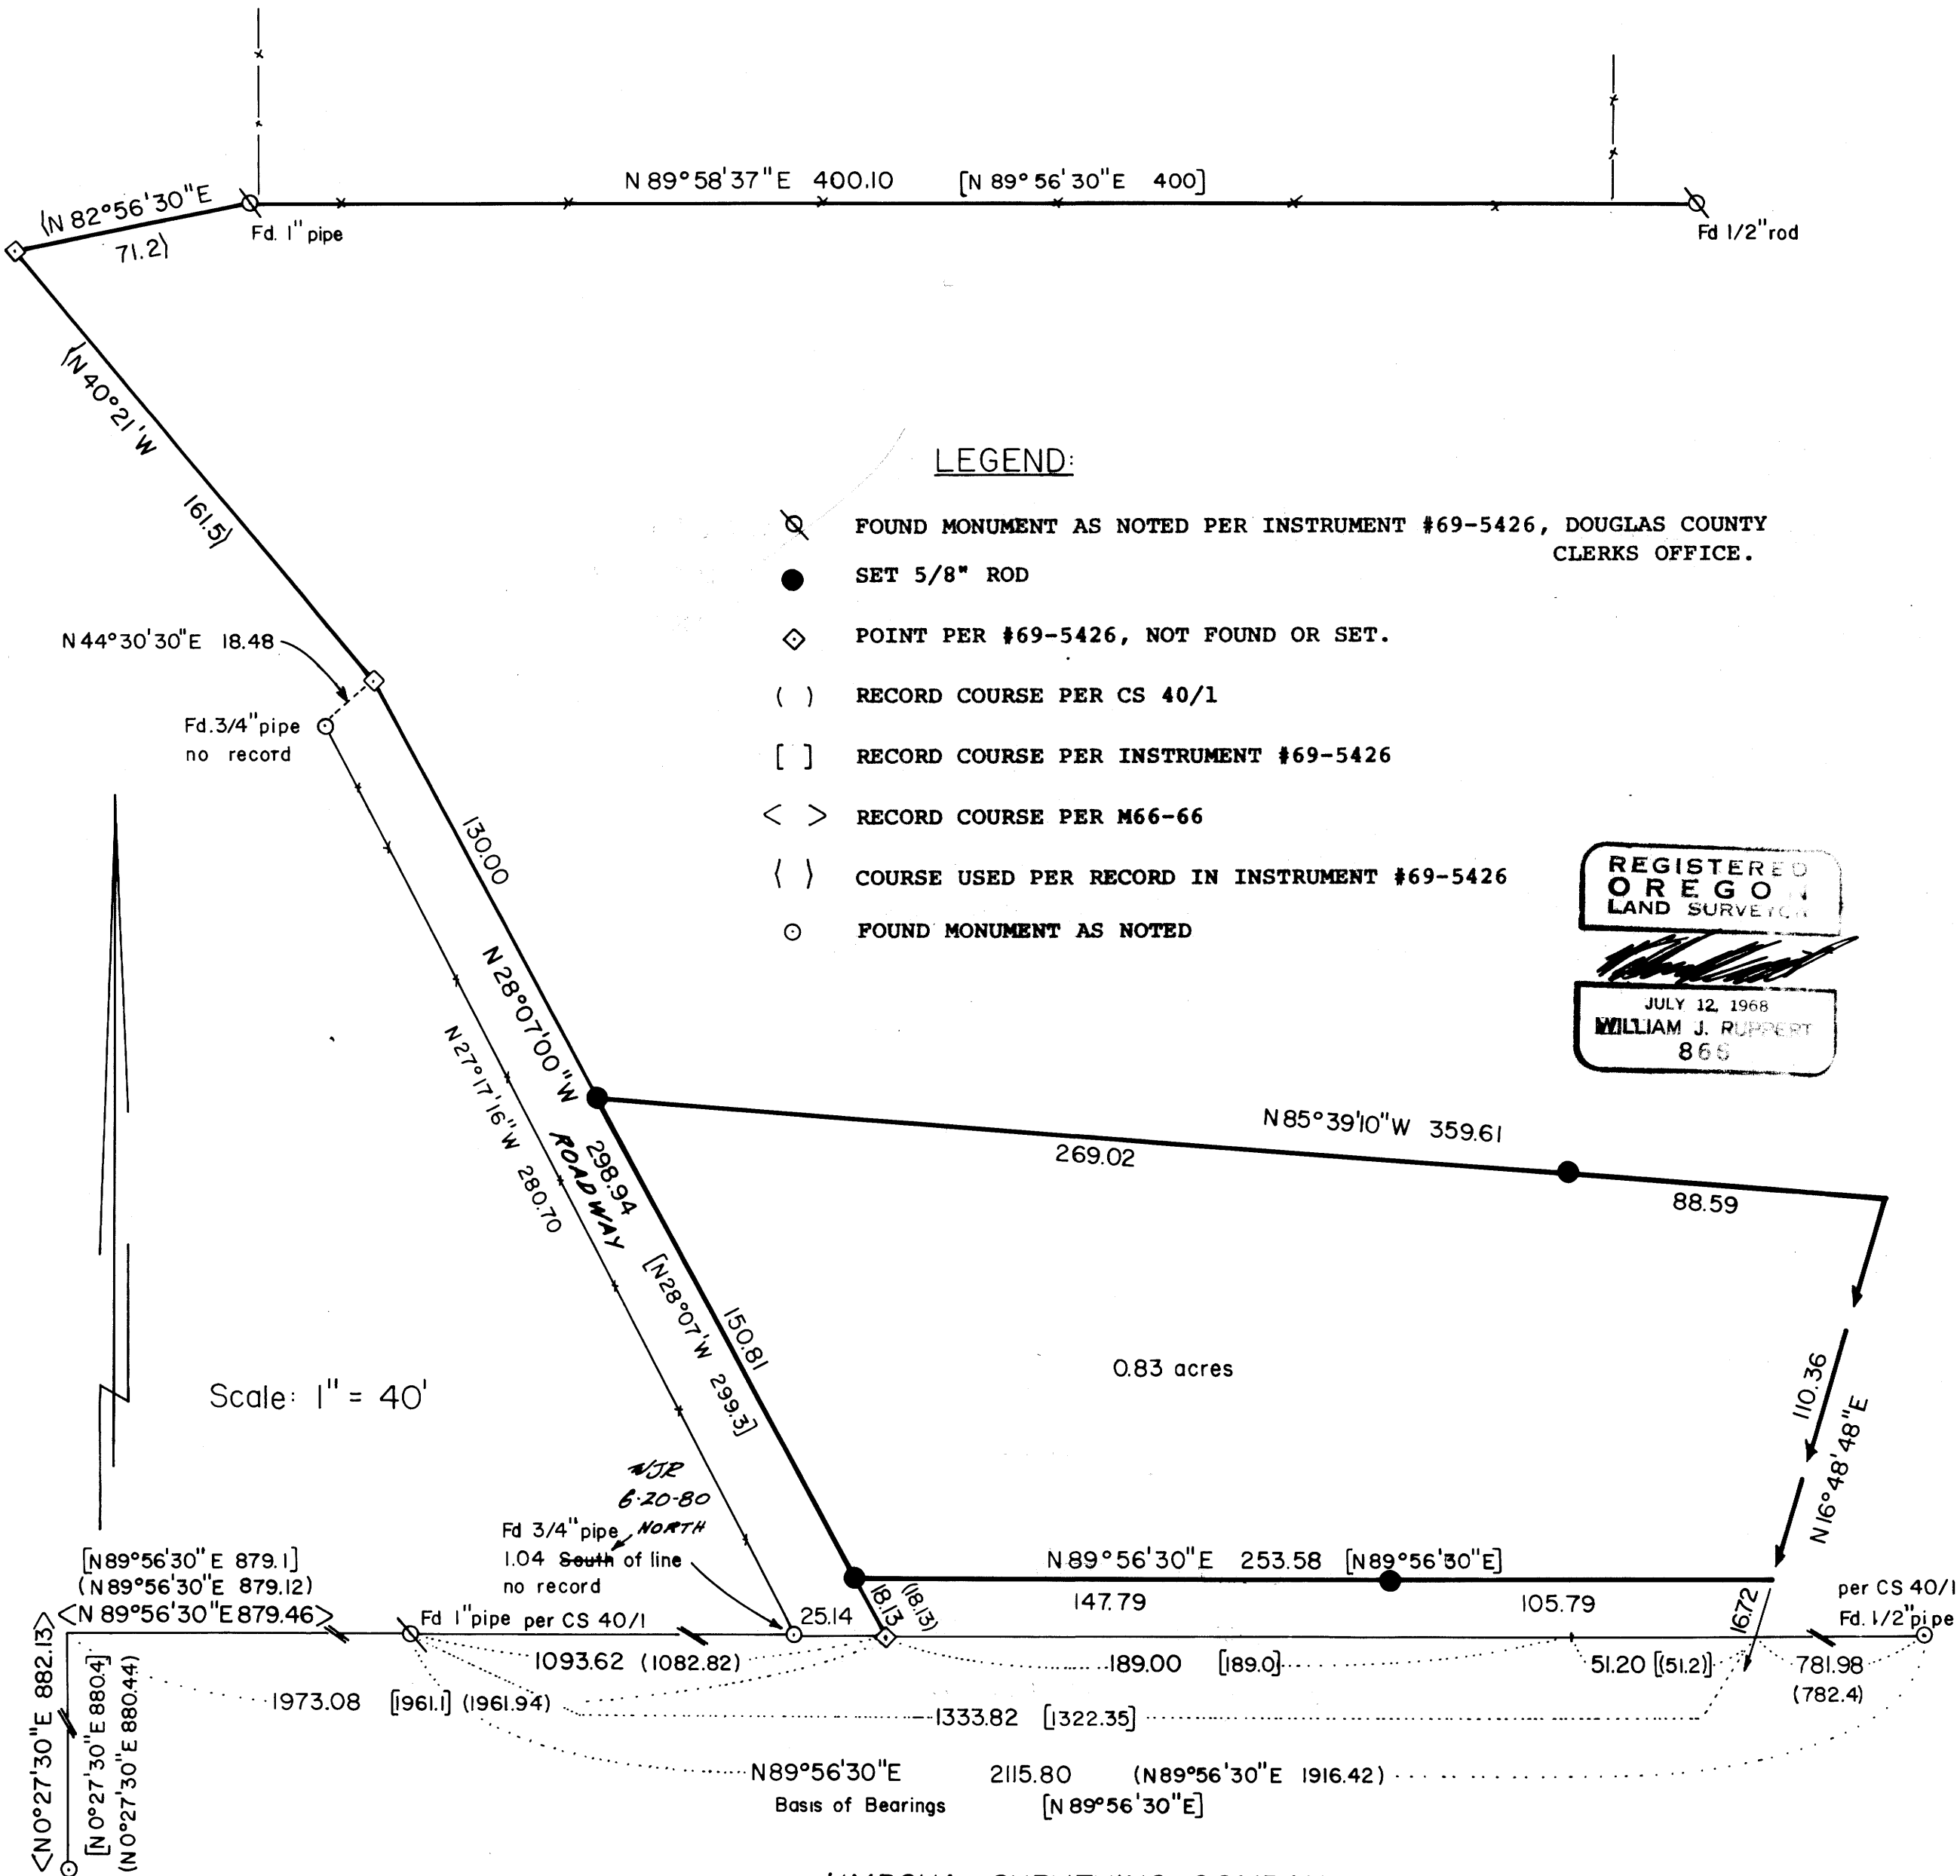 N 89°58'37"E 400.10 [N 89°56'30"E 400]
⟨N 82°56'30"E
71.2⟩
Fd. 1" pipe
Fd 1/2" rod
⟨N 40°21'W
161.5⟩
LEGEND:
FOUND MONUMENT AS NOTED PER INSTRUMENT #69-5426, DOUGLAS COUNTY
CLERKS OFFICE.
SET 5/8" ROD
POINT PER #69-5426, NOT FOUND OR SET.
( ) RECORD COURSE PER CS 40/1
[ ] RECORD COURSE PER INSTRUMENT #69-5426
< > RECORD COURSE PER M66-66
⟨ ⟩ COURSE USED PER RECORD IN INSTRUMENT #69-5426
FOUND MONUMENT AS NOTED
N 44°30'30"E 18.48
Fd. 3/4" pipe
no record
130.00
N 28°07'00"W
298.94
ROADWAY
[N28°07'W 299.3]
150.81
N27°17'16"W 280.70
REGISTERED
OREGON
LAND SURVEYOR
JULY 12, 1968
WILLIAM J. RUPPERT
866
N 85°39'10"W 359.61
269.02
88.59
110.36
N16°48'48"E
0.83 acres
Scale: 1" = 40'
WJR
6-20-80
Fd 3/4" pipe NORTH
1.04 South of line
no record
N 89°56'30"E 253.58 [N89°56'30"E]
147.79
105.79
18.13
(18.13)
16.72
per CS 40/1
Fd. 1/2" pipe
[N89°56'30"E 879.1]
(N89°56'30"E 879.12)
<N 89°56'30"E 879.46>
Fd 1" pipe per CS 40/1
25.14
1093.62 (1082.82)
189.00 [189.0]
51.20 [(51.2)]
781.98
(782.4)
1973.08 [1961.1] (1961.94)
1333.82 [1322.35]
N89°56'30"E 2115.80 (N89°56'30"E 1916.42)
Basis of Bearings [N 89°56'30"E]
<N0°27'30"E 882.13>
[N0°27'30"E 880.4]
(N0°27'30"E 880.44)